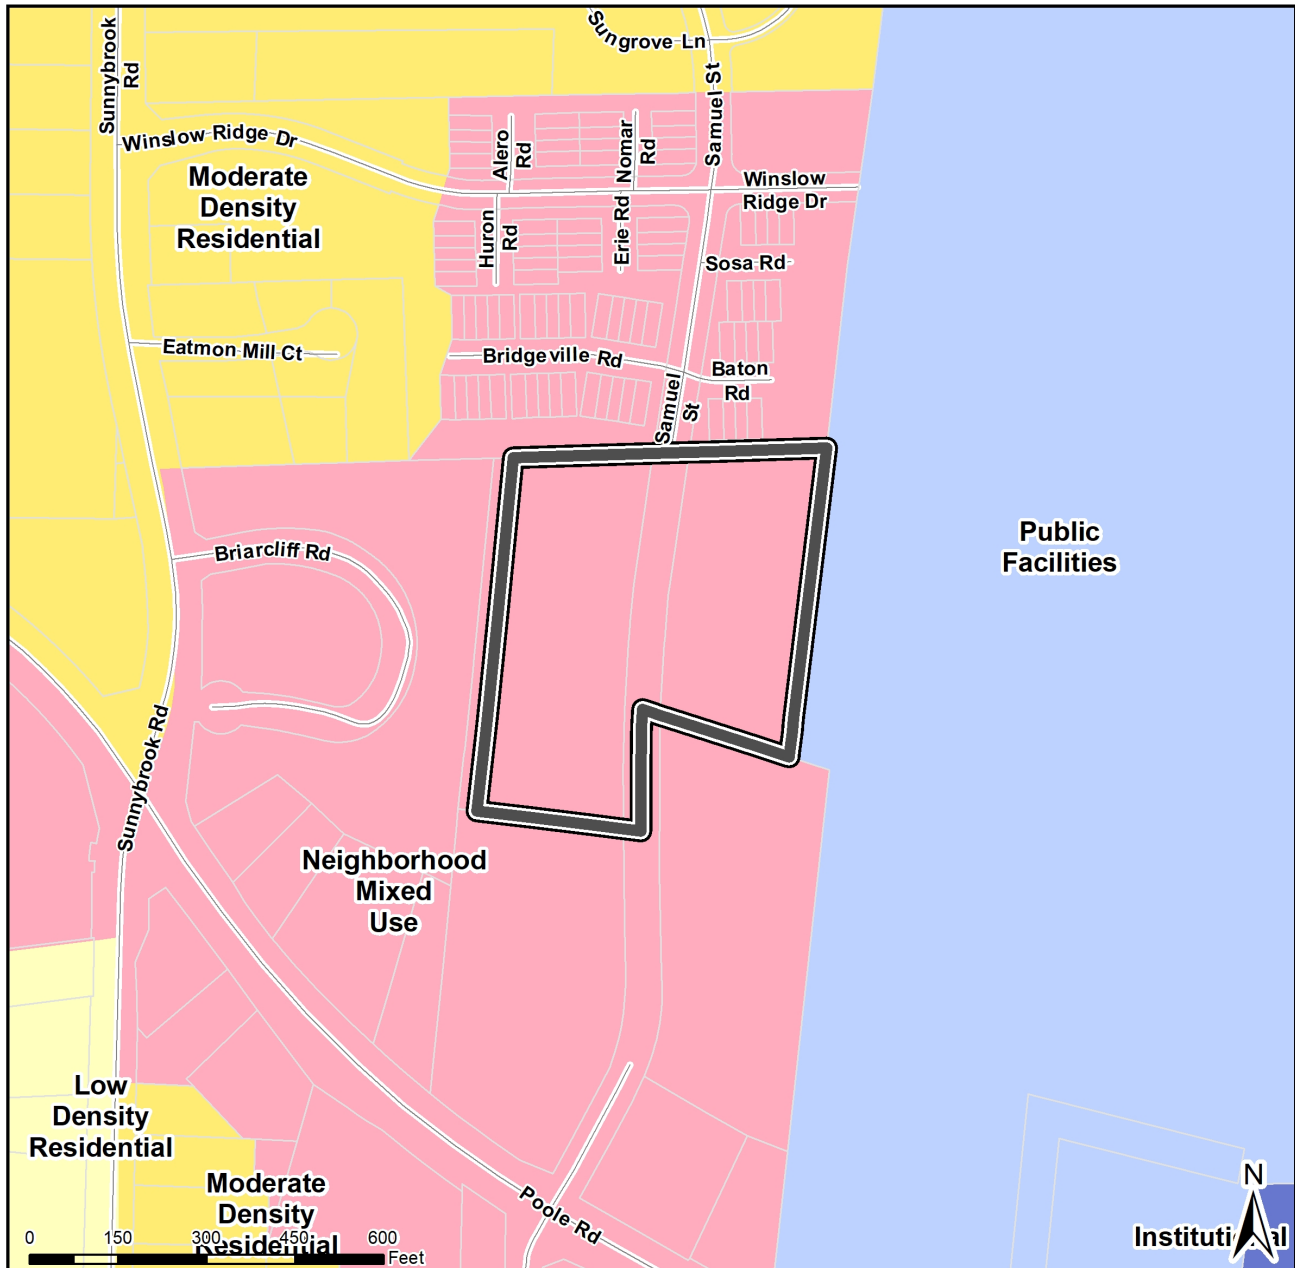 Sungrove Ln
Sunnybrook
Rd
Samuel St
Winslow Ridge Dr
Alero
Rd
Nomar
Rd
Moderate
Density
Residential
Winslow
Ridge Dr
Huron
Rd
Erie Rd
Sosa Rd
Eatmon Mill Ct
Bridgeville Rd
Baton
Rd
Samuel
St
Public
Facilities
Briarcliff Rd
Sunnybrook Rd
Neighborhood
Mixed
Use
Low
Density
Residential
Moderate
Density
Residential
Poole Rd
N
Institutional
0 150 300 450 600
Feet